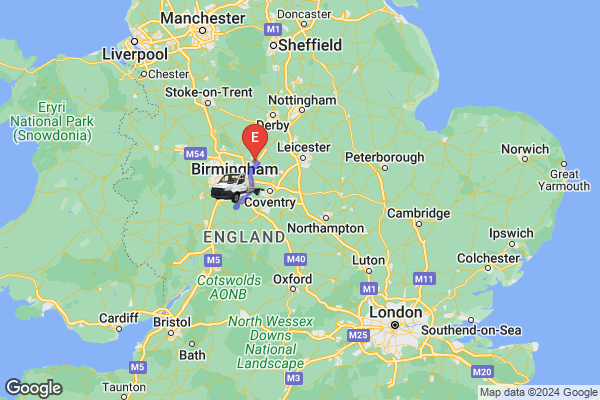 Doncaster
Manchester
M1
Liverpool
Sheffield
Chester
Stoke-on-Trent
Eryri
National Park
(Snowdonia)
Nottingham
Derby
E
M54
Leicester
Norwich
Birmingham
Peterborough
Great
Yarmouth
Coventry
Cambridge
Northampton
ENGLAND
Ipswich
M5
M40
Luton
Colchester
Cotswolds
AONB
Oxford
M1
M11
London
Cardiff
Bristol
North Wessex
Downs
National
Landscape
M25
Southend-on-Sea
Bath
M5
M3
M20
Taunton
Google
Map data ©2024 Google